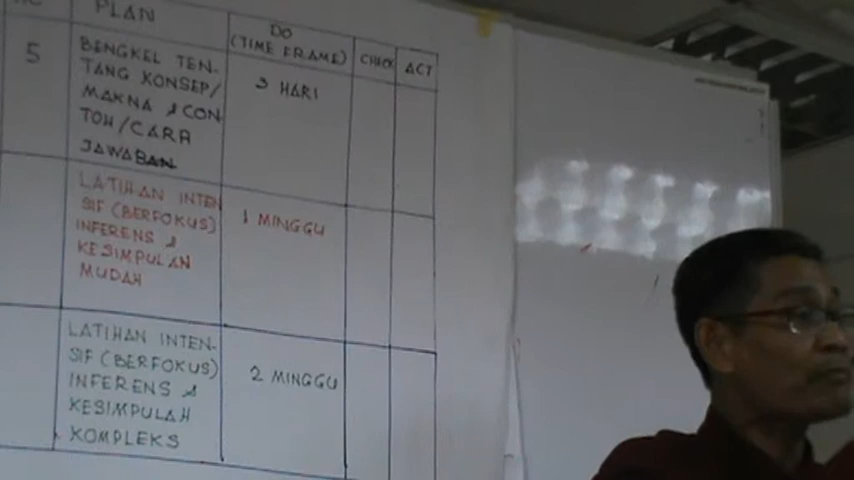 PLAN
DO
(TIME FRAME)
CHECK
ACT
5
BENGKEL TEN-
TANG KONSEP/
MAKNA & CON
TOH/CARA
JAWABAN
3 HARI
LATIHAN INTEN
SIF (BERFOKUS)
INFERENS &
KESIMPULAN
MUDAH
1 MINGGU
LATIHAN INTEN-
SIF (BERFOKUS)
INFERENS &
KESIMPULAH
KOMPLEKS
2 MINGGU